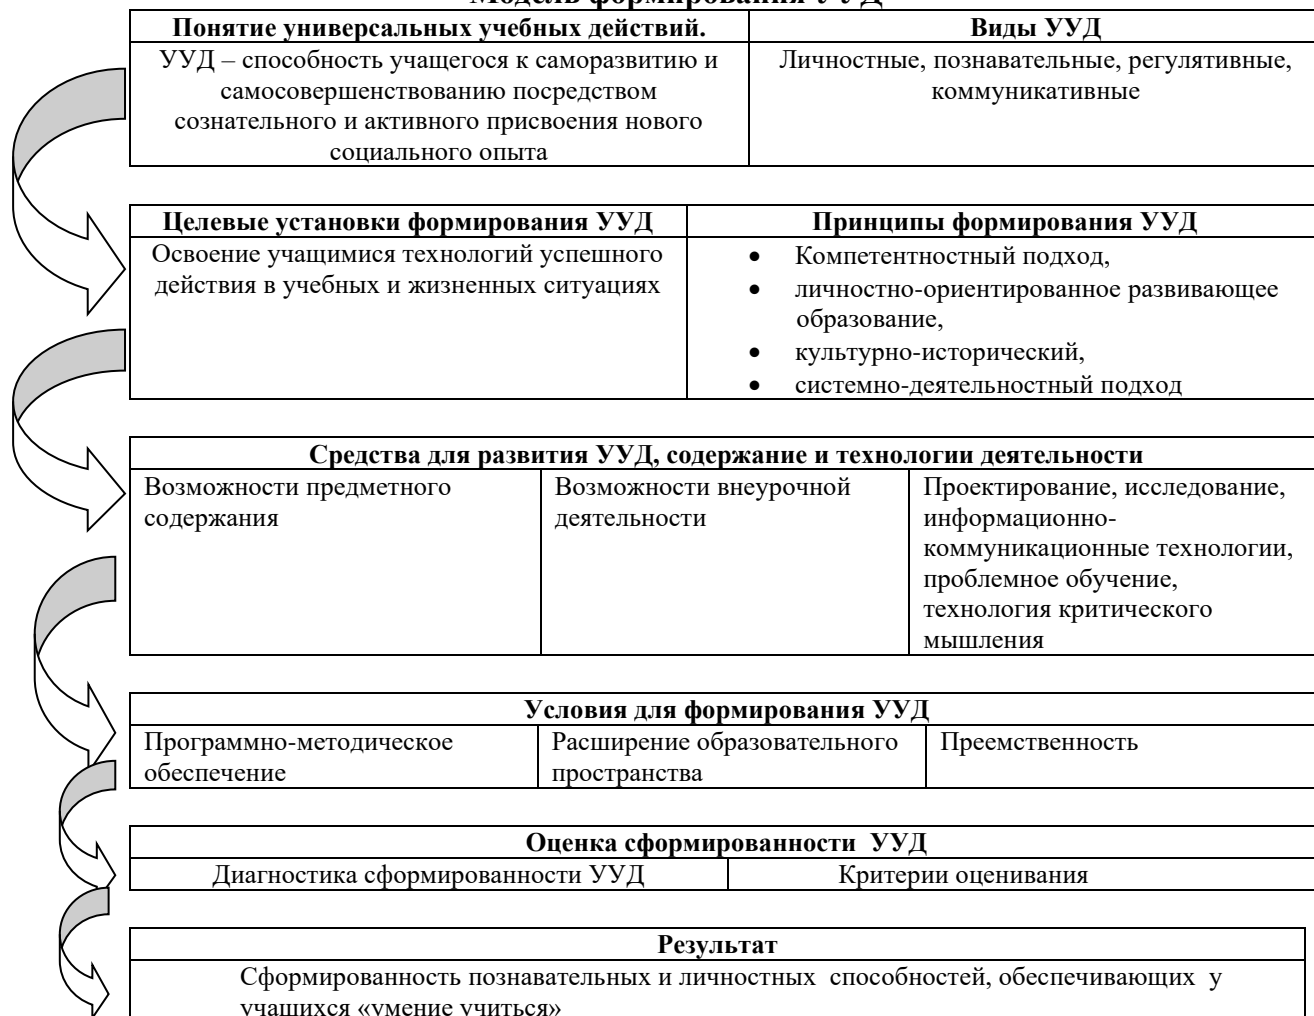 Модель формирования УУД
Понятие универсальных учебных действий.
Виды УУД
УУД – способность учащегося к саморазвитию и
самосовершенствованию посредством
сознательного и активного присвоения нового
социального опыта
Личностные, познавательные, регулятивные,
коммуникативные
Целевые установки формирования УУД
Принципы формирования УУД
Освоение учащимися технологий успешного
действия в учебных и жизненных ситуациях
• Компетентностный подход,
• личностно-ориентированное развивающее
образование,
• культурно-исторический,
• системно-деятельностный подход
Средства для развития УУД, содержание и технологии деятельности
Возможности предметного
содержания
Возможности внеурочной
деятельности
Проектирование, исследование,
информационно-
коммуникационные технологии,
проблемное обучение,
технология критического
мышления
Условия для формирования УУД
Программно-методическое
обеспечение
Расширение образовательного
пространства
Преемственность
Оценка сформированности  УУД
Диагностика сформированности УУД
Критерии оценивания
Результат
Сформированность познавательных и личностных  способностей, обеспечивающих  у
учащихся «умение учиться»